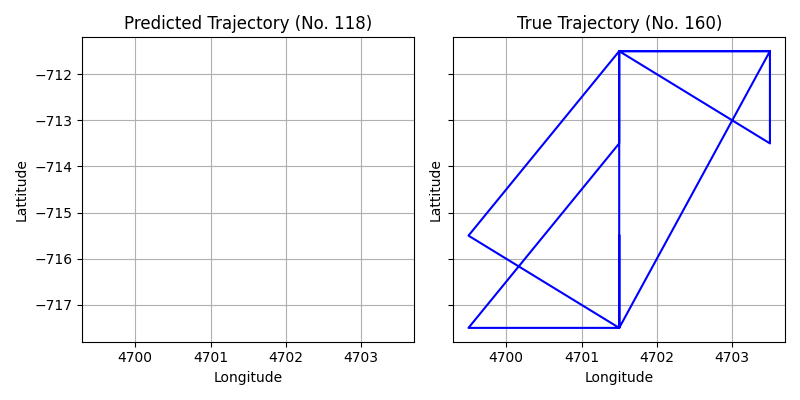 Predicted Trajectory (No. 118)
True Trajectory (No. 160)
−712
−713
−714
−715
−716
−717
Lattitude
4700
4701
4702
4703
Longitude
Lattitude
4700
4701
4702
4703
Longitude